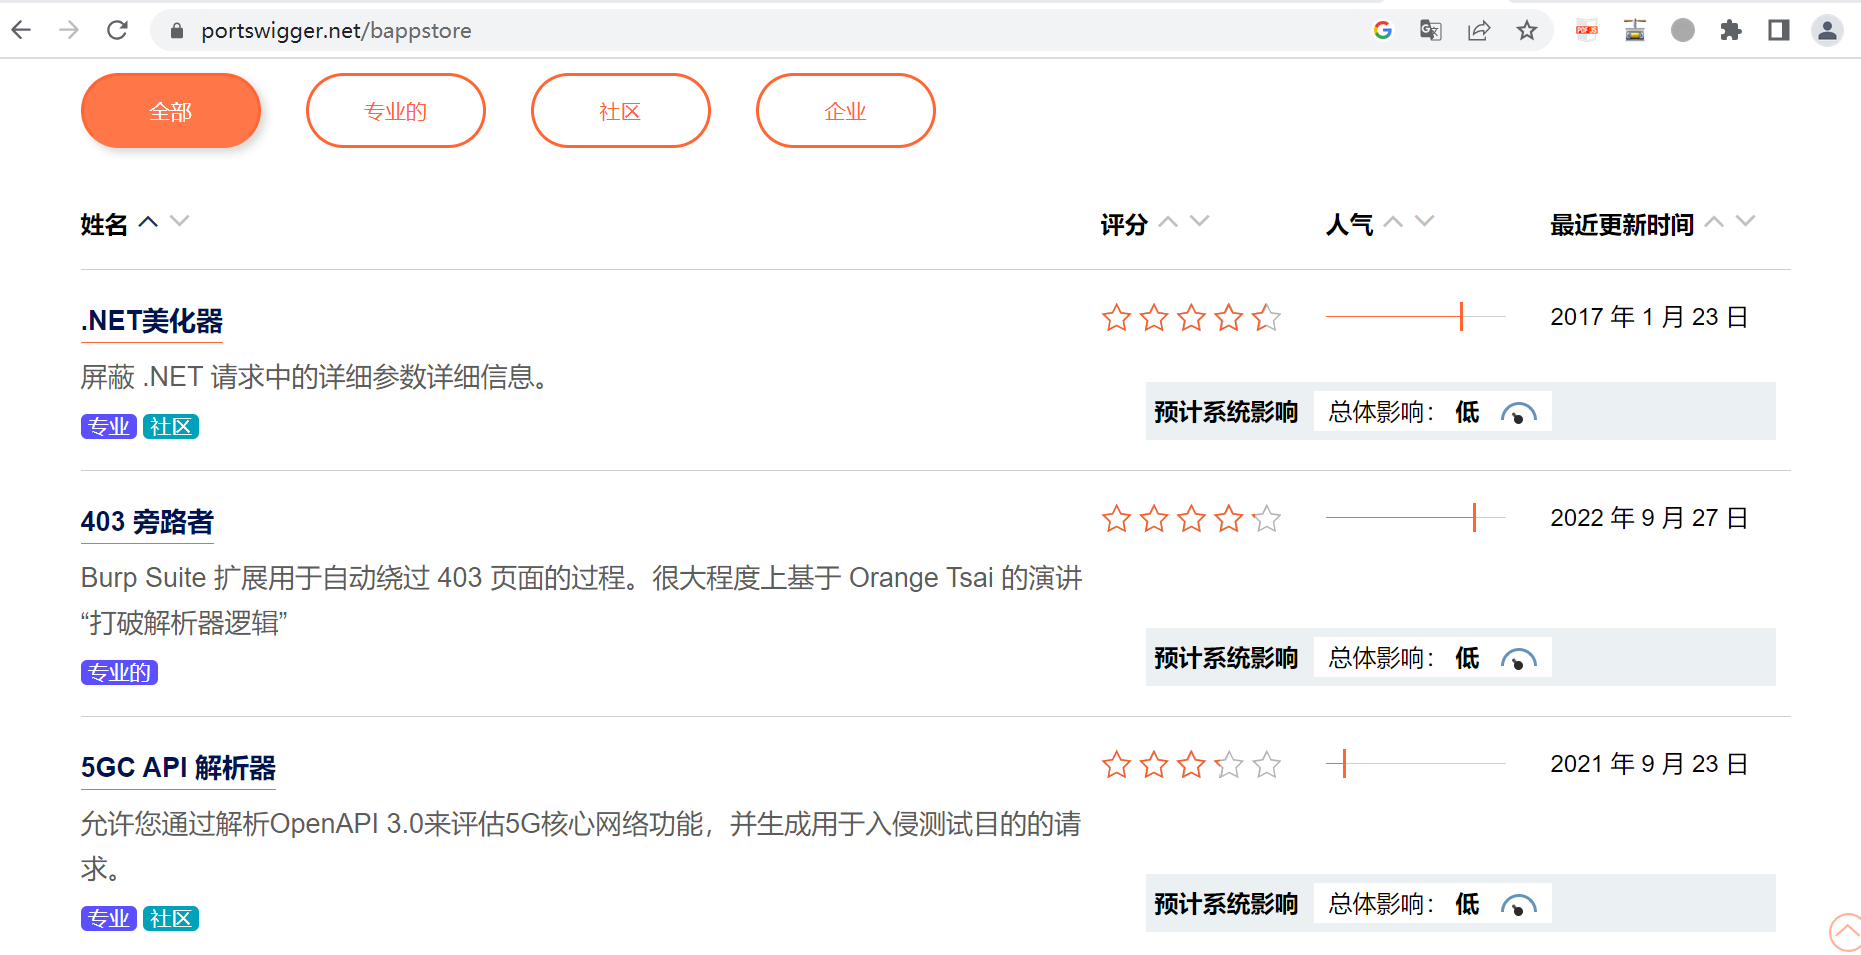 portswigger.net/bappstore
全部 专业的 社区 企业
姓名 评分 人气 最近更新时间
.NET美化器 2017 年 1 月 23 日
屏蔽 .NET 请求中的详细参数详细信息。
专业 社区
预计系统影响 总体影响： 低
403 旁路者 2022 年 9 月 27 日
Burp Suite 扩展用于自动绕过 403 页面的过程。很大程度上基于 Orange Tsai 的演讲
“打破解析器逻辑”
专业的
预计系统影响 总体影响： 低
5GC API 解析器 2021 年 9 月 23 日
允许您通过解析OpenAPI 3.0来评估5G核心网络功能，并生成用于入侵测试目的的请
求。
专业 社区
预计系统影响 总体影响： 低